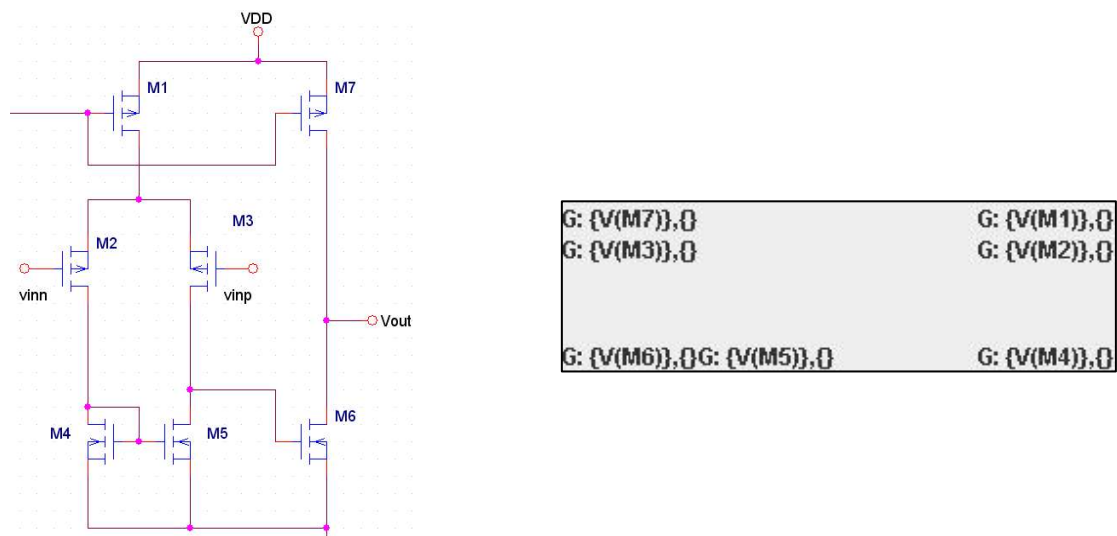 VDD
M1
M7
M3
M2
vinn
vinp
Vout
M4
M5
M6
G: {V(M7)},{}
G: {V(M1)},{}
G: {V(M3)},{}
G: {V(M2)},{}
G: {V(M6)},{}G: {V(M5)},{}
G: {V(M4)},{}